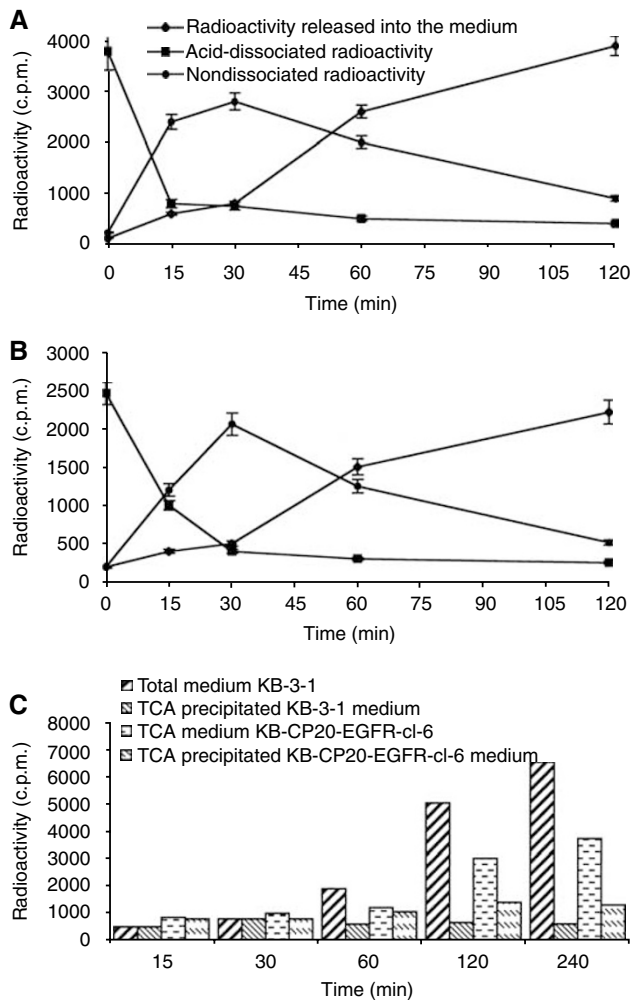 A
Radioactivity released into the medium
Acid-dissociated radioactivity
Nondissociated radioactivity
4000
3000
2000
1000
0
Radioactivity (c.p.m.)
0 15 30 45 60 75 90 105 120
Time (min)
B
3000
2500
2000
1500
1000
500
0
Radioactivity (c.p.m.)
0 15 30 45 60 75 90 105 120
Time (min)
C
Total medium KB-3-1
TCA precipitated KB-3-1 medium
TCA medium KB-CP20-EGFR-cl-6
TCA precipitated KB-CP20-EGFR-cl-6 medium
8000
7000
6000
5000
4000
3000
2000
1000
0
Radioactivity (c.p.m.)
15 30 60 120 240
Time (min)